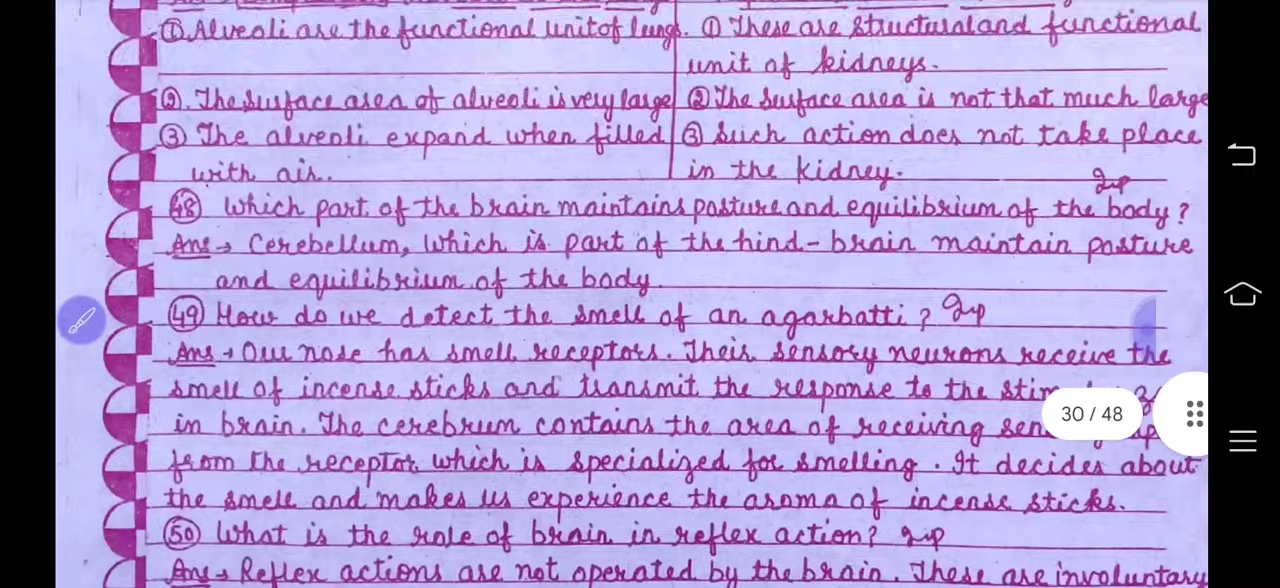 ① Alveoli are the functional unit of lungs. ① These are structural and functional
unit of kidneys.
②. The surface area of alveoli is very large ② The surface area is not that much large
③ The alveoli expand when filled ③ Such action does not take place
with air. in the kidney.
Imp
㊽ Which part of the brain maintains posture and equilibrium of the body?
Ans → Cerebellum, which is part of the hind-brain maintain posture
and equilibrium of the body.
㊾ How do we detect the smell of an agarbatti? Imp
Ans → Our nose has smell receptors. Their sensory neurons receive the
smell of incense sticks and transmit the response to the
30 / 48
in brain. The cerebrum contains the area of receiving
from the receptor which is specialized for smelling. It decides about
the smell and makes us experience the aroma of incense sticks.
㊿ What is the role of brain in reflex action? Imp
Ans → Reflex actions are not operated by the brain. These are involuntary